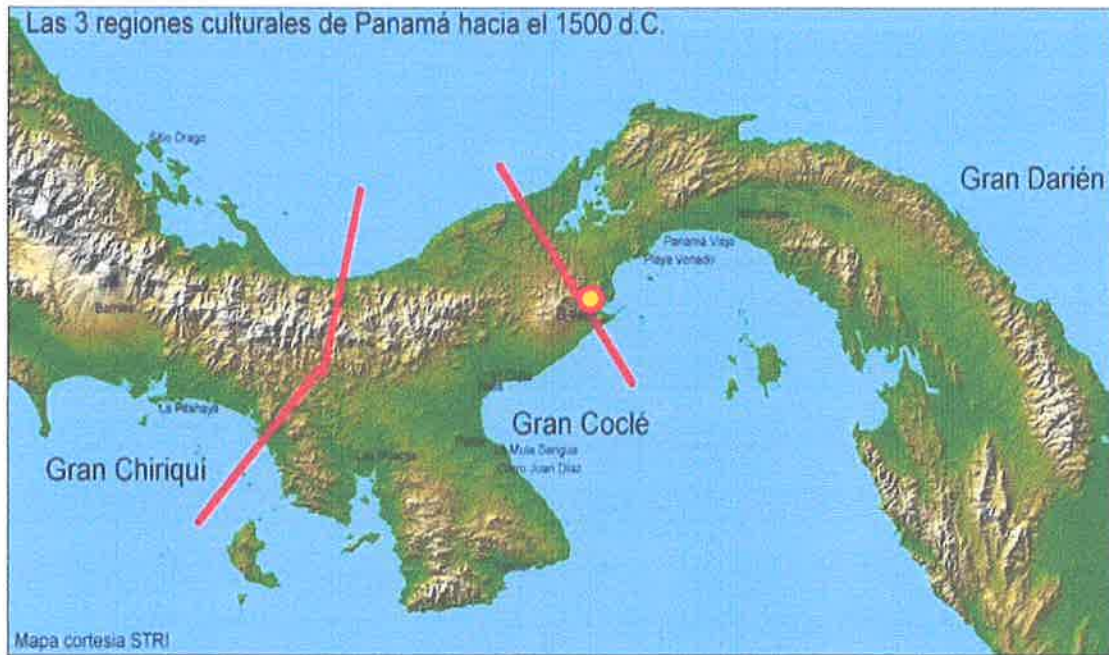 Las 3 regiones culturales de Panamá hacia el 1500 d.C.
Sitio Drago
Gran Darién
Panamá Viejo
Playa Venado
Barriles
La Pitahaya
Gran Coclé
La Mula Sarigua
Cerro Juan Díaz
Gran Chiriquí
Mapa cortesia STRI